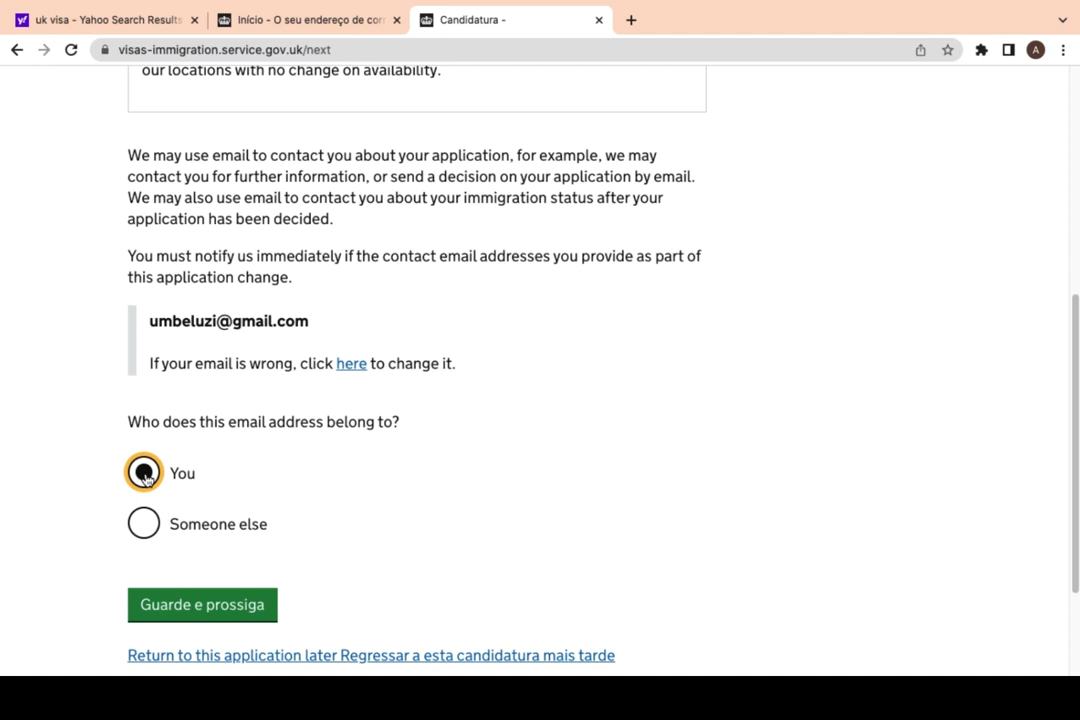 uk visa - Yahoo Search Results
Início - O seu endereço de cor
Candidatura -
visas-immigration.service.gov.uk/next
A
our locations with no change on availability.
We may use email to contact you about your application, for example, we may
contact you for further information, or send a decision on your application by email.
We may also use email to contact you about your immigration status after your
application has been decided.
You must notify us immediately if the contact email addresses you provide as part of
this application change.
umbeluzi@gmail.com
If your email is wrong, click here to change it.
Who does this email address belong to?
You
Someone else
Guarde e prossiga
Return to this application later Regressar a esta candidatura mais tarde